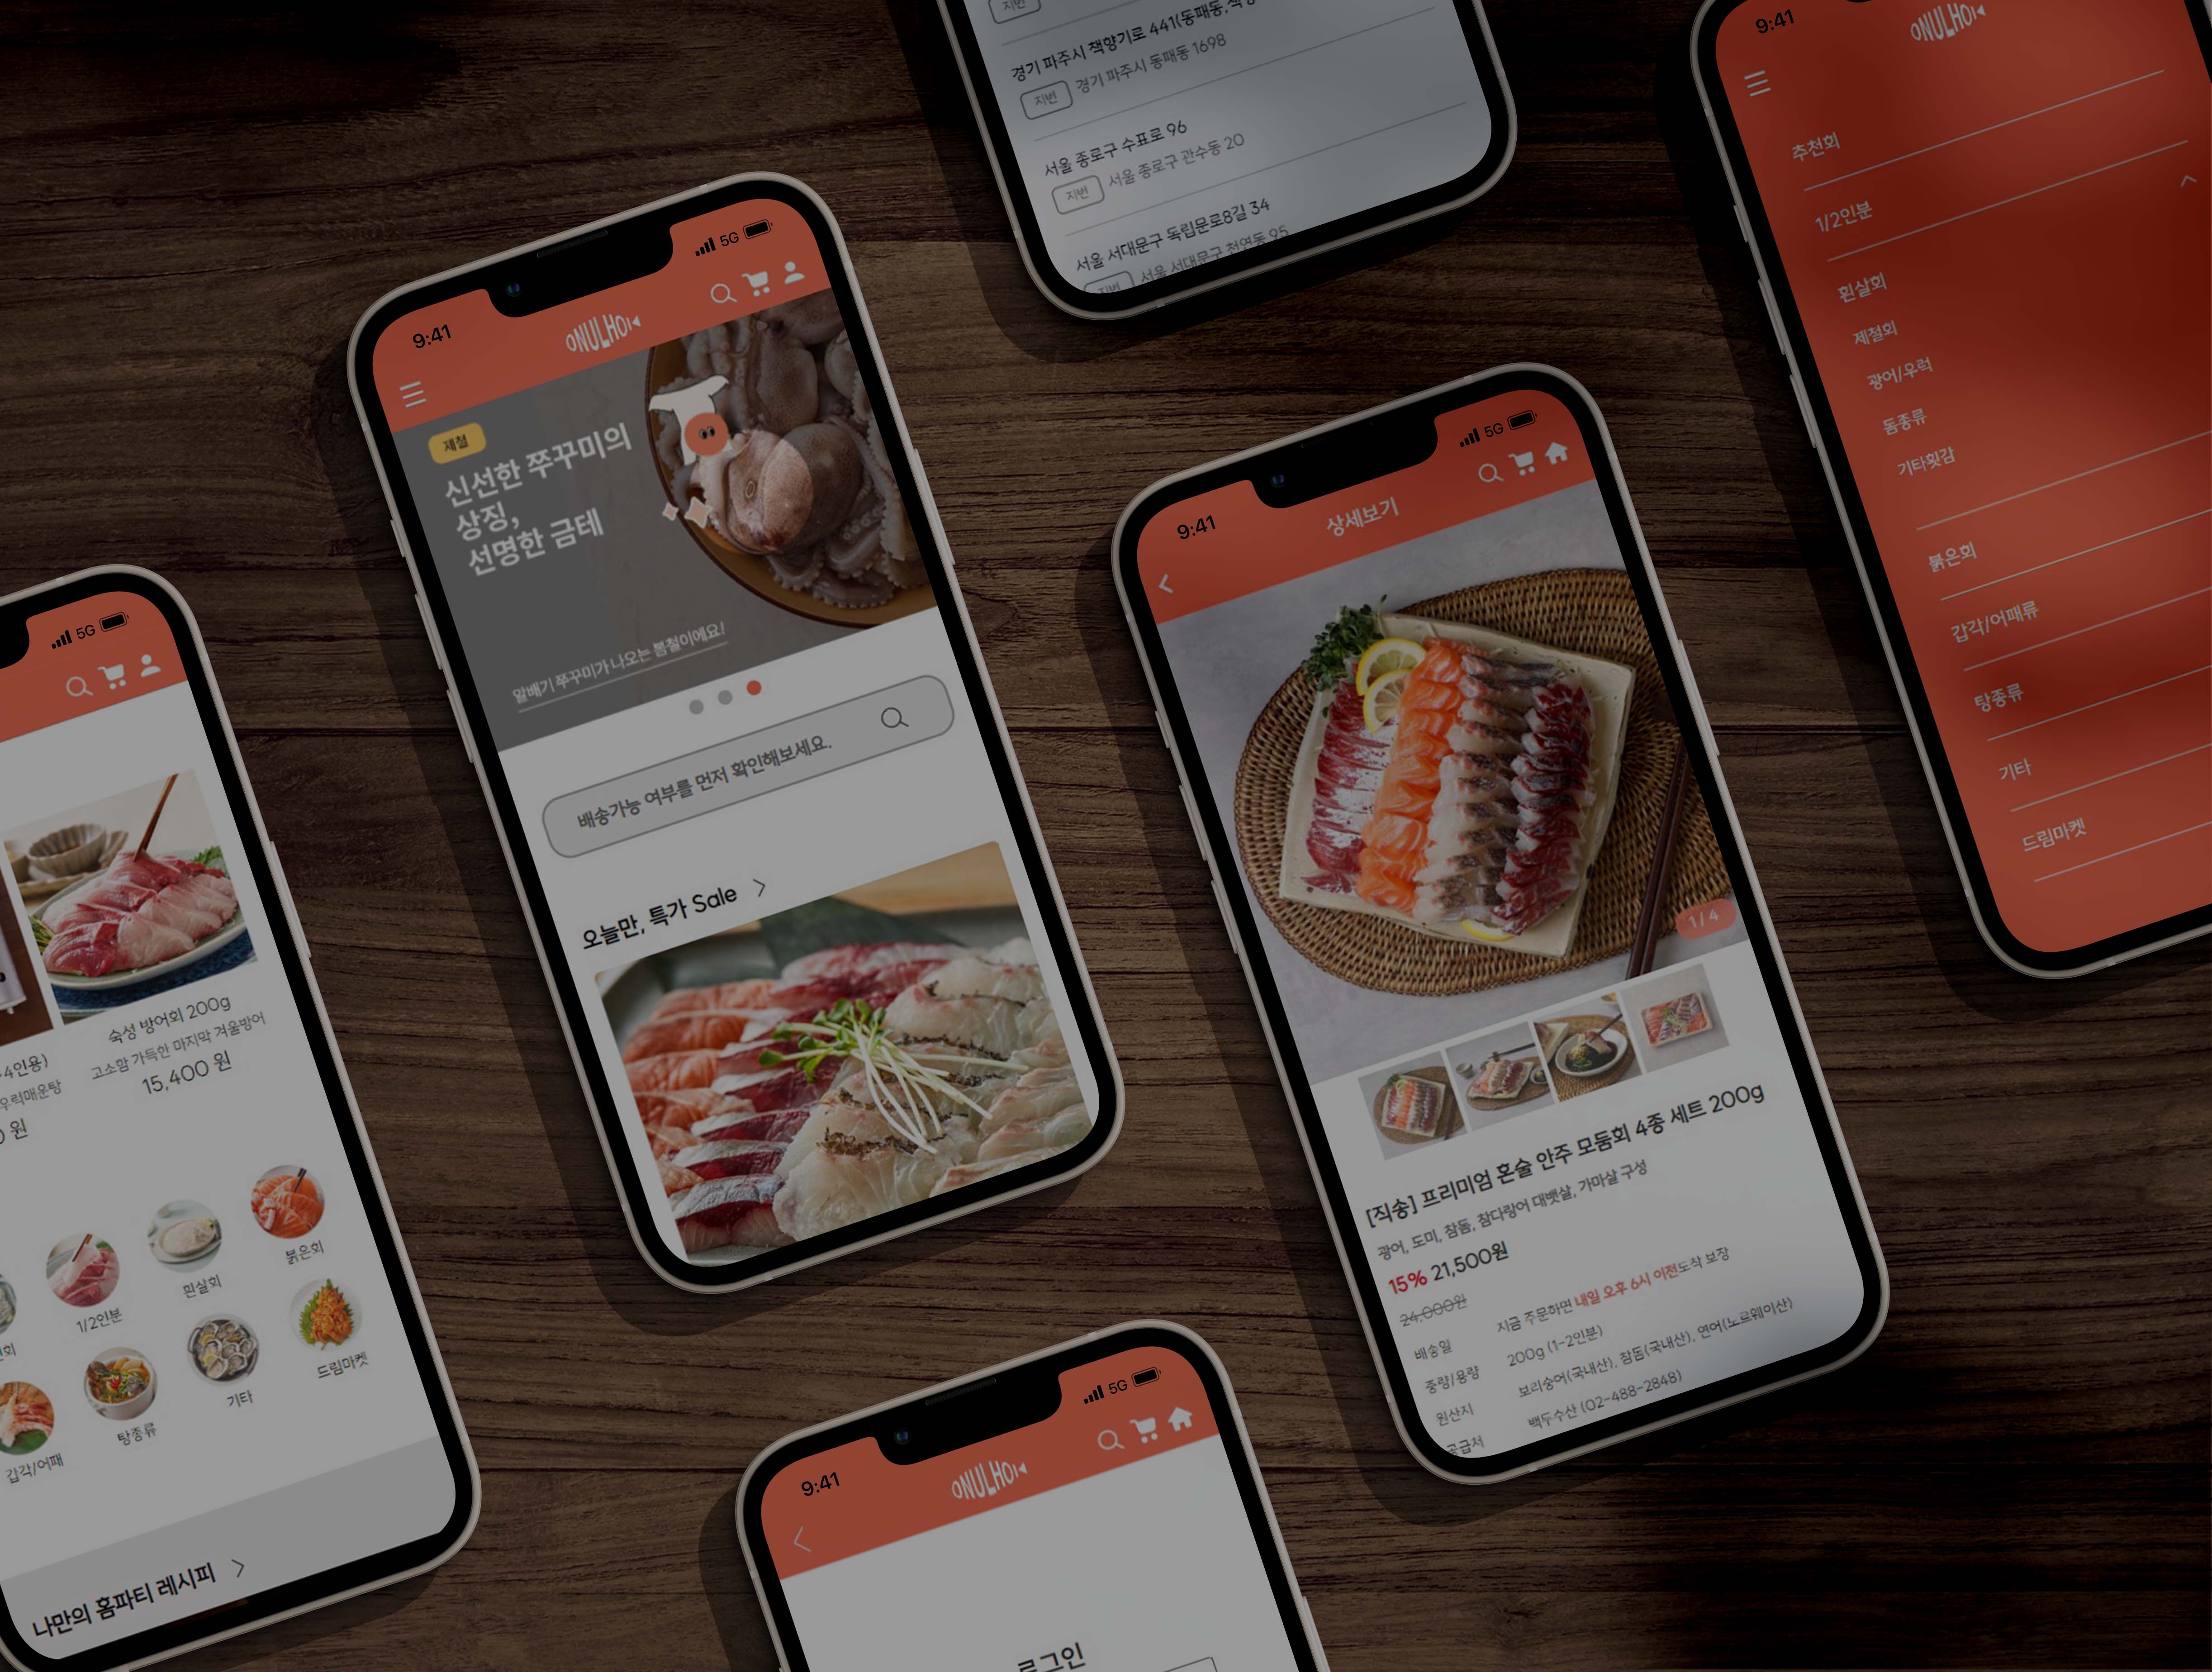 지번
경기 파주시 책향기로 441(동패동,
지번 경기 파주시 동패동 1698
서울 종로구 수표로 96
지번 서울 종로구 관수동 20
서울 서대문구 독립문로8길 34
지번 서울 서대문구 천연동 95
9:41
ONULHOI
추천회
1/2인분
흰살회
제철회
광어/우럭
돔종류
기타횟감
붉은회
갑각/어패류
탕종류
기타
드림마켓
9:41
5G
ONULHOI
제철
신선한 쭈꾸미의
상징,
선명한 금테
알배기 쭈꾸미가 나오는 봄철이에요!
배송가능 여부를 먼저 확인해보세요.
오늘만, 특가 Sale
9:41
5G
상세보기
1 / 4
[직송] 프리미엄 혼술 안주 모둠회 4종 세트 200g
광어, 도미, 참돔, 참다랑어 대뱃살, 가마살 구성
15% 21,500원
24,000원
배송일 지금 주문하면 내일 오후 6시 이전도착 보장
중량/용량 200g (1-2인분)
원산지 보리숭어(국내산), 참돔(국내산), 연어(노르웨이산)
공급처 백두수산 (02-488-2848)
5G
4인용)
우럭매운탕
원
숙성 방어회 200g
고소함 가득한 마지막 겨울방어
15,400 원
1/2인분
흰살회
붉은회
갑각/어패
탕종류
기타
드림마켓
나만의 홈파티 레시피
9:41
5G
ONULHOI
로그인